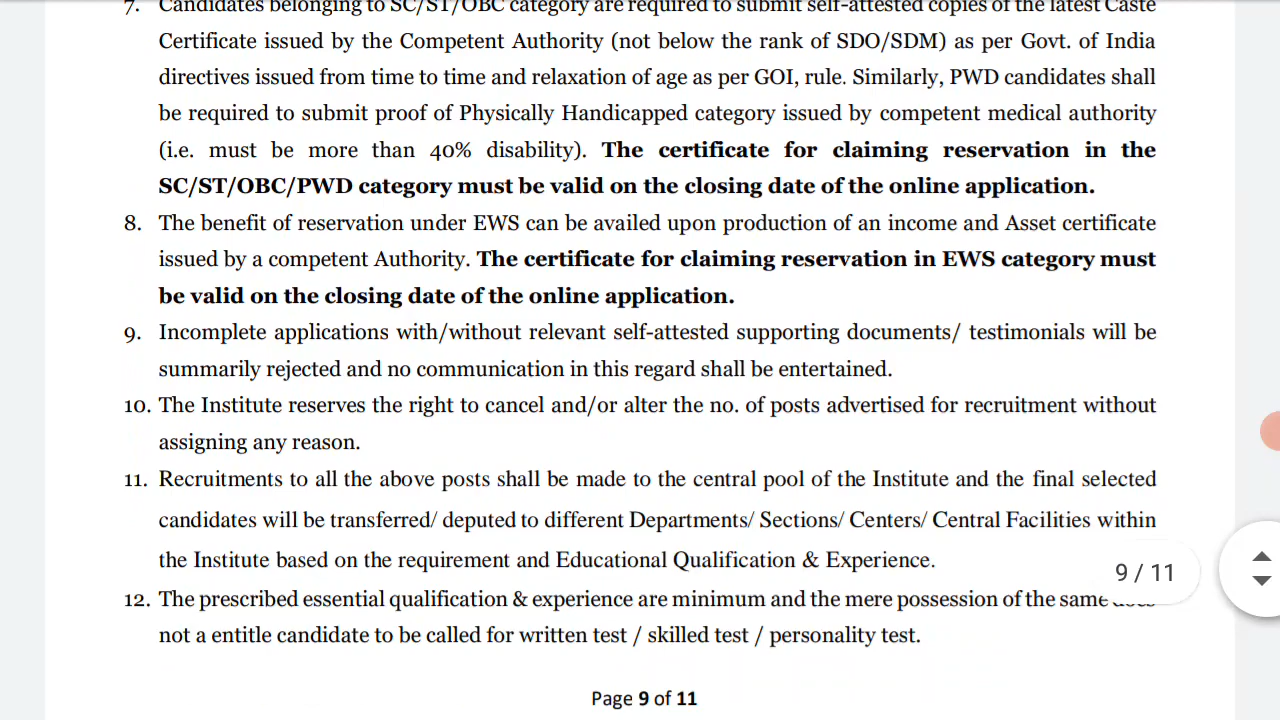 7. Candidates belonging to SC/ST/OBC category are required to submit self-attested copies of the latest Caste
Certificate issued by the Competent Authority (not below the rank of SDO/SDM) as per Govt. of India
directives issued from time to time and relaxation of age as per GOI, rule. Similarly, PWD candidates shall
be required to submit proof of Physically Handicapped category issued by competent medical authority
(i.e. must be more than 40% disability). The certificate for claiming reservation in the
SC/ST/OBC/PWD category must be valid on the closing date of the online application.
8. The benefit of reservation under EWS can be availed upon production of an income and Asset certificate
issued by a competent Authority. The certificate for claiming reservation in EWS category must
be valid on the closing date of the online application.
9. Incomplete applications with/without relevant self-attested supporting documents/ testimonials will be
summarily rejected and no communication in this regard shall be entertained.
10. The Institute reserves the right to cancel and/or alter the no. of posts advertised for recruitment without
assigning any reason.
11. Recruitments to all the above posts shall be made to the central pool of the Institute and the final selected
candidates will be transferred/ deputed to different Departments/ Sections/ Centers/ Central Facilities within
the Institute based on the requirement and Educational Qualification & Experience.
9 / 11
12. The prescribed essential qualification & experience are minimum and the mere possession of the same
not a entitle candidate to be called for written test / skilled test / personality test.
Page 9 of 11